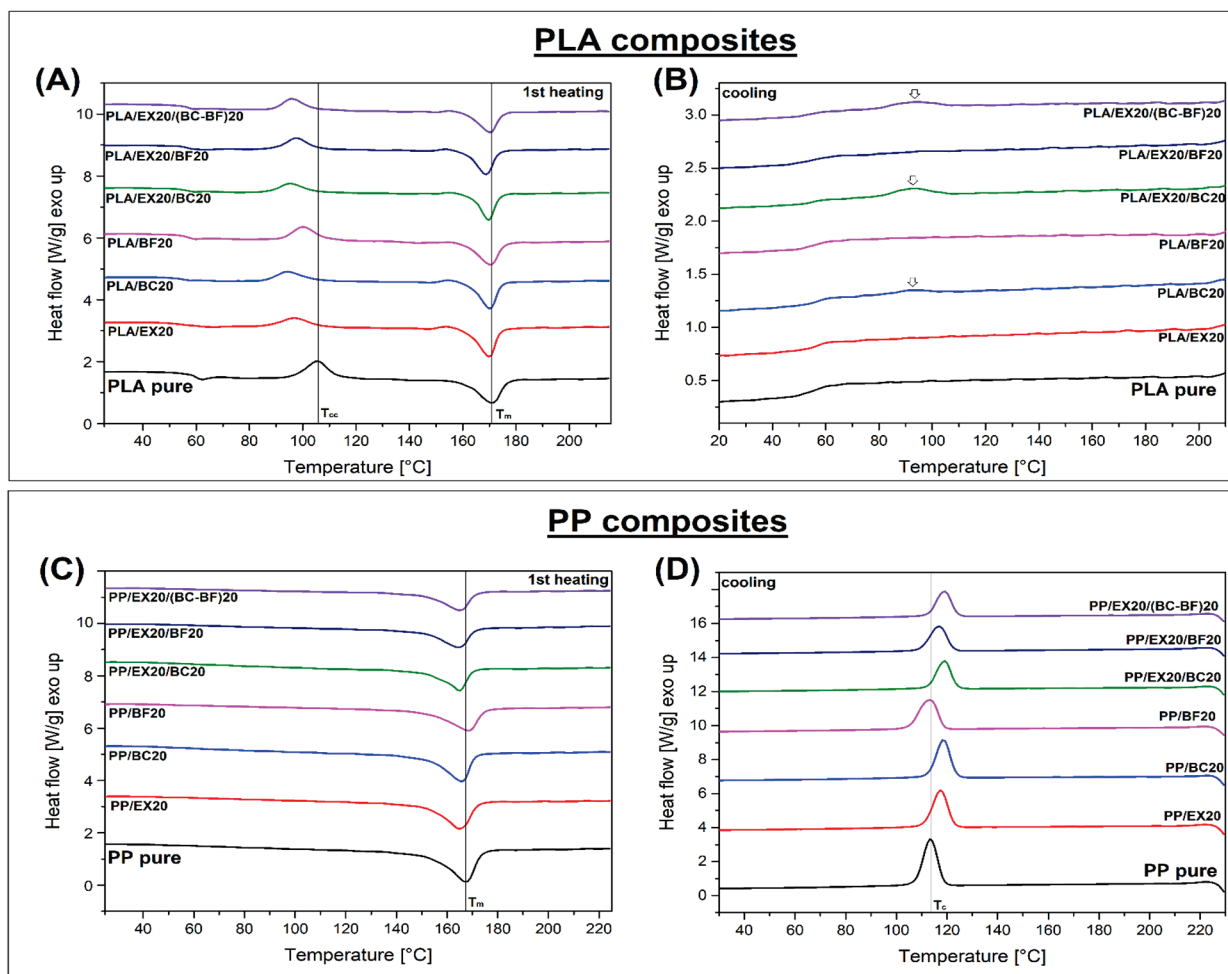 PLA composites
(A)
1st heating
PLA/EX20/(BC-BF)20
PLA/EX20/BF20
PLA/EX20/BC20
PLA/BF20
PLA/BC20
PLA/EX20
PLA pure
Tcc
Tm
Heat flow [W/g] exo up
10
8
6
4
2
0
40 60 80 100 120 140 160 180 200
Temperature [°C]
(B)
cooling
PLA/EX20/(BC-BF)20
PLA/EX20/BF20
PLA/EX20/BC20
PLA/BF20
PLA/BC20
PLA/EX20
PLA pure
Heat flow [W/g] exo up
3.0
2.5
2.0
1.5
1.0
0.5
20 40 60 80 100 120 140 160 180 200
Temperature [°C]
PP composites
(C)
1st heating
PP/EX20/(BC-BF)20
PP/EX20/BF20
PP/EX20/BC20
PP/BF20
PP/BC20
PP/EX20
PP pure
Tm
Heat flow [W/g] exo up
10
8
6
4
2
0
40 60 80 100 120 140 160 180 200 220
Temperature [°C]
(D)
cooling
PP/EX20/(BC-BF)20
PP/EX20/BF20
PP/EX20/BC20
PP/BF20
PP/BC20
PP/EX20
PP pure
Tc
Heat flow [W/g] exo up
16
14
12
10
8
6
4
2
0
40 60 80 100 120 140 160 180 200 220
Temperature [°C]